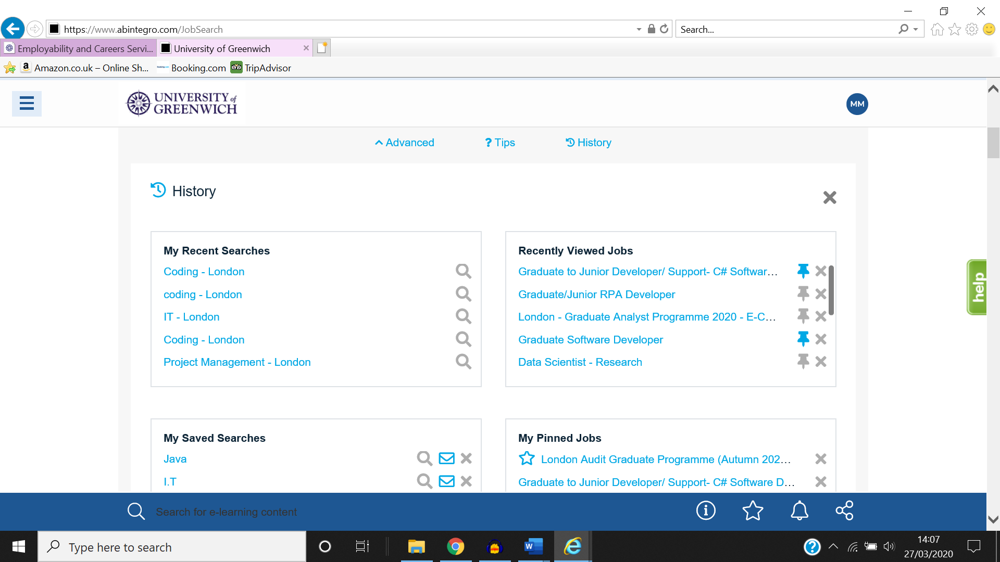 https://www.abintegro.com/JobSearch
Search...
Employability and Careers Servi...
University of Greenwich
a Amazon.co.uk – Online Sh...
Booking.com
TripAdvisor
UNIVERSITY of
GREENWICH
MM
Advanced
? Tips
History
History
My Recent Searches
Coding - London
coding - London
IT - London
Coding - London
Project Management - London
Recently Viewed Jobs
Graduate to Junior Developer/ Support- C# Softwar...
Graduate/Junior RPA Developer
London - Graduate Analyst Programme 2020 - E-C...
Graduate Software Developer
Data Scientist - Research
help
My Saved Searches
Java
I.T
My Pinned Jobs
London Audit Graduate Programme (Autumn 202...
Graduate to Junior Developer/ Support- C# Software D...
Search for e-learning content
Type here to search
W
14:07
27/03/2020